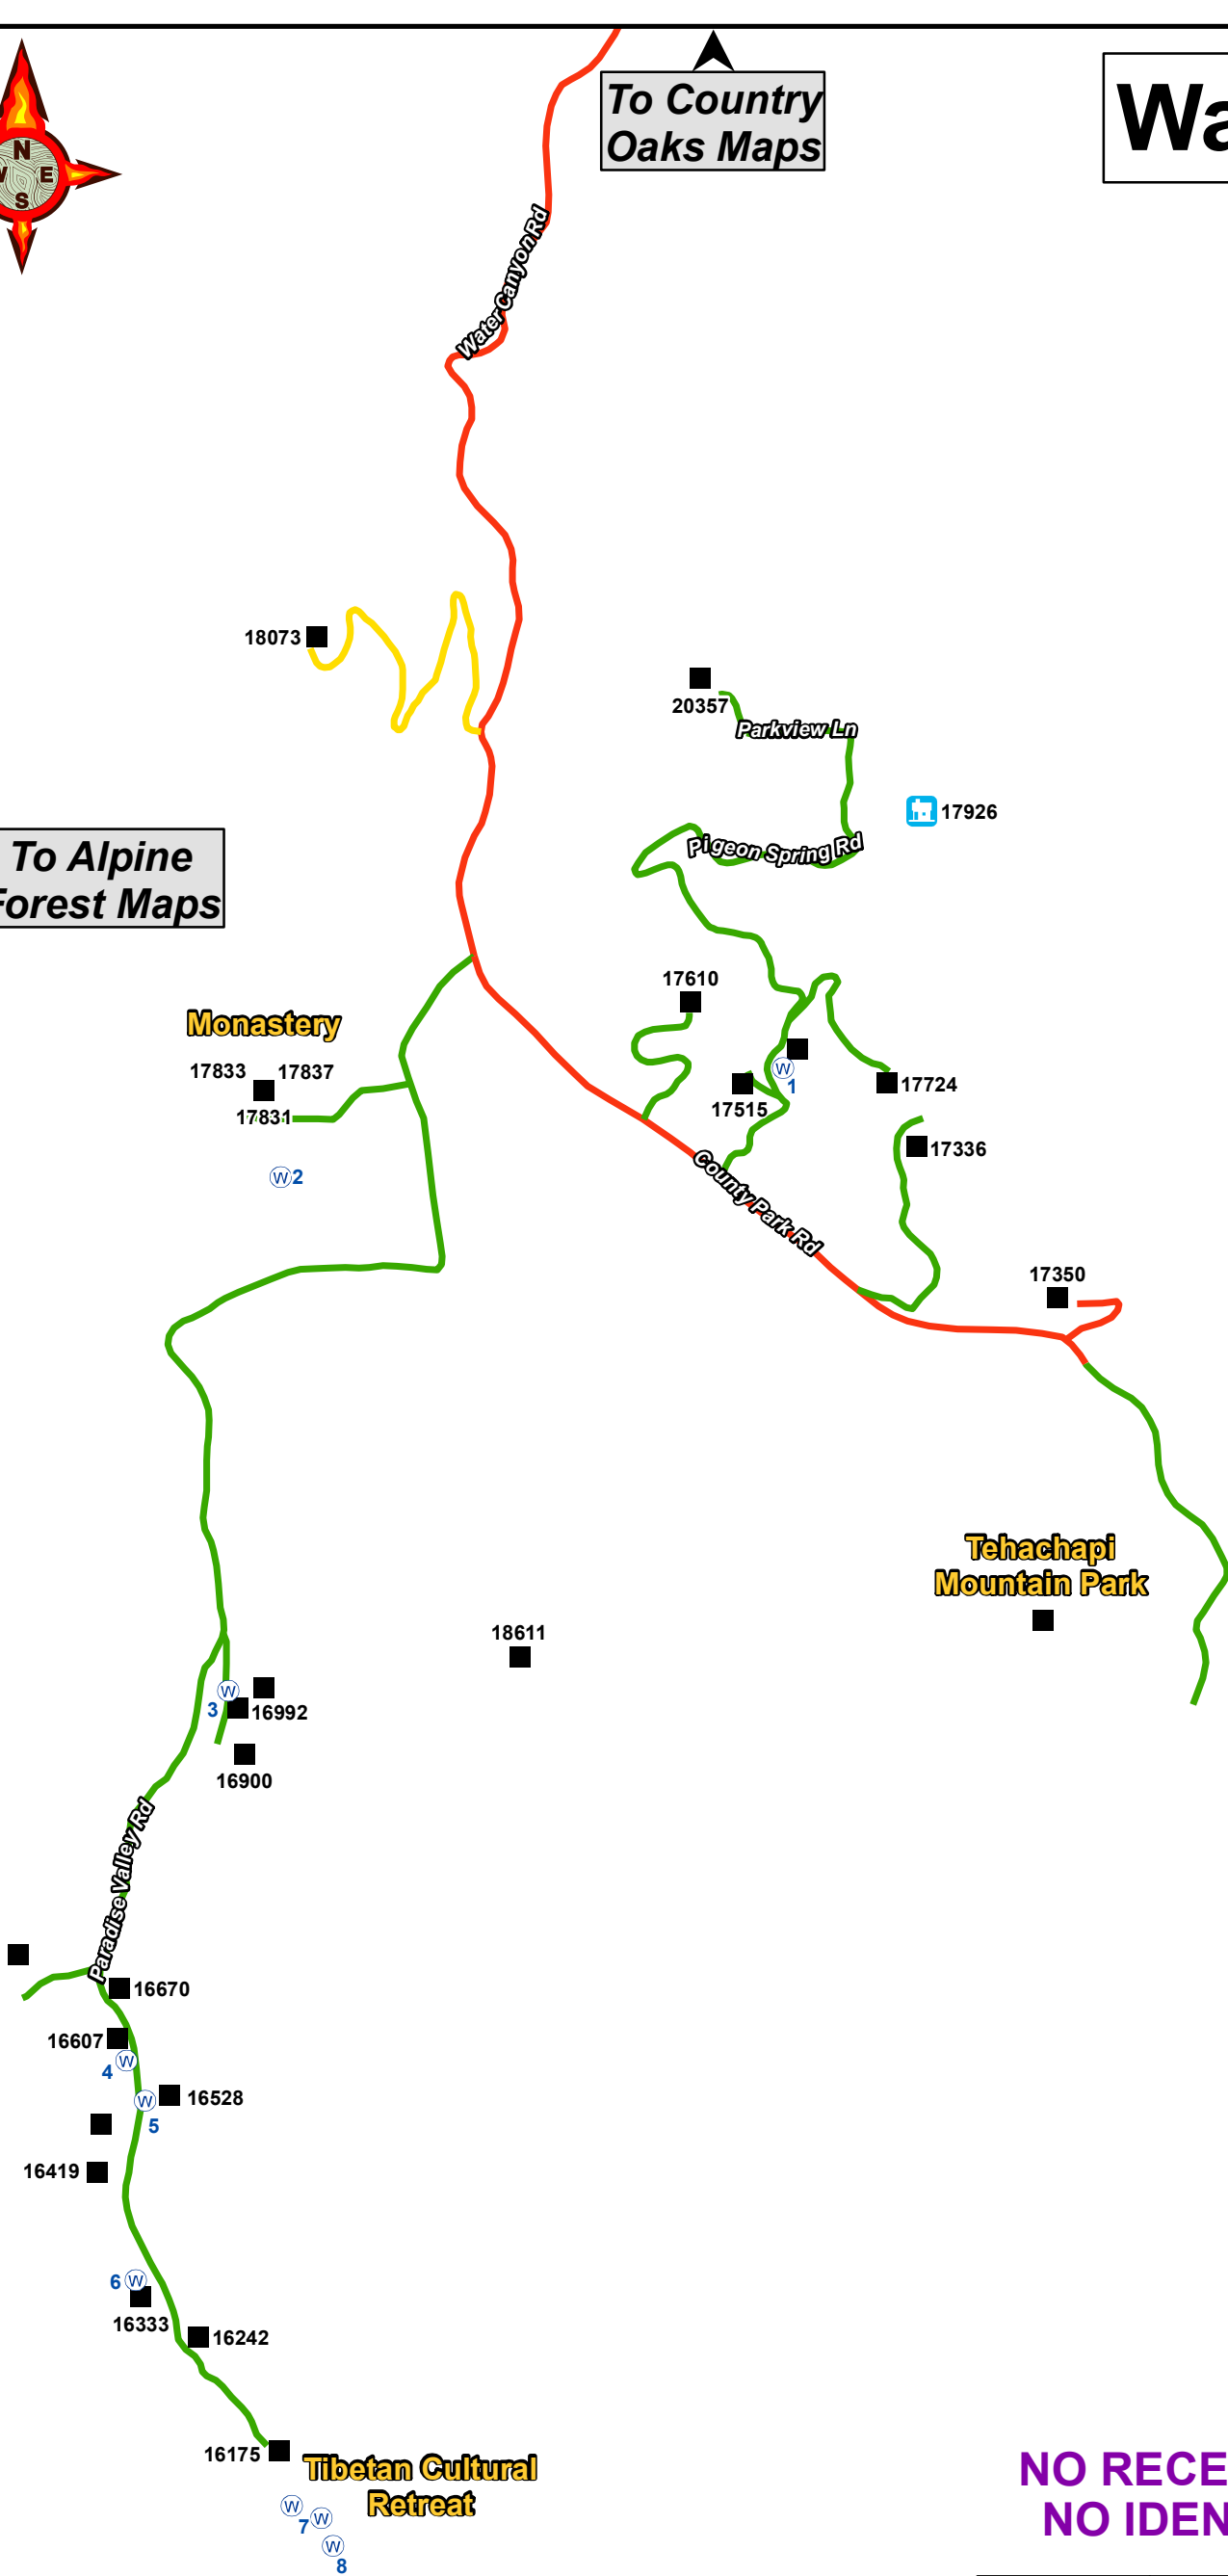 To Country
Oaks Maps
Wa
N
E
S
Water Canyon Rd
18073
20357
Parkview Ln
17926
Pigeon Spring Rd
To Alpine
Forest Maps
17610
Monastery
17833
17837
17831
W
1
17515
17724
17336
W 2
County Park Rd
17350
Tehachapi
Mountain Park
18611
W
3
16992
16900
Paradise Valley Rd
16670
16607
4
W
16528
W
5
16419
6 W
16333
16242
16175
Tibetan Cultural
Retreat
W
7
W
W
8
NO RECE
NO IDEN